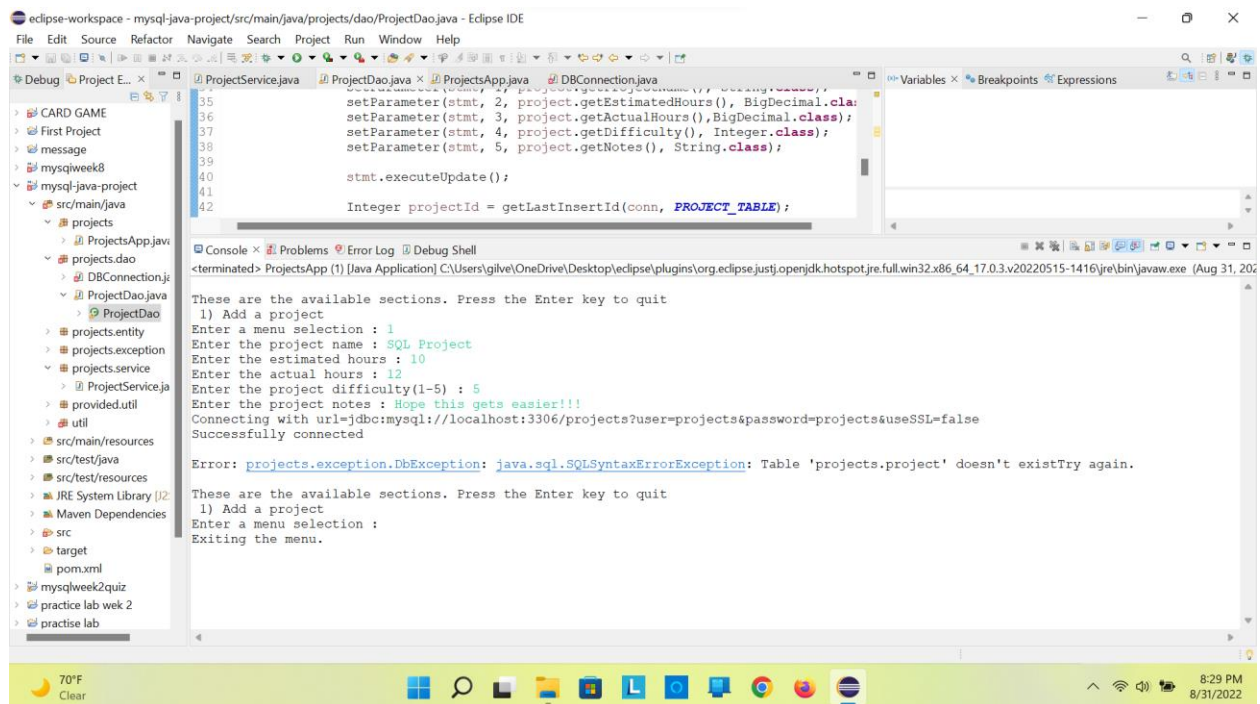 eclipse-workspace - mysql-java-project/src/main/java/projects/dao/ProjectDao.java - Eclipse IDE
File Edit Source Refactor Navigate Search Project Run Window Help
Debug Project E...
ProjectService.java ProjectDao.java ProjectsApp.java DBConnection.java
Variables Breakpoints Expressions
CARD GAME
First Project
message
mysqiweek8
mysql-java-project
src/main/java
projects
ProjectsApp.java
projects.dao
DBConnection.ja
ProjectDao.java
ProjectDao
projects.entity
projects.exception
projects.service
ProjectService.ja
provided.util
util
src/main/resources
src/test/java
src/test/resources
JRE System Library [J2
Maven Dependencies
src
target
pom.xml
mysqlweek2quiz
practice lab wek 2
practise lab
35 setParameter(stmt, 2, project.getEstimatedHours(), BigDecimal.cla
36 setParameter(stmt, 3, project.getActualHours(),BigDecimal.class);
37 setParameter(stmt, 4, project.getDifficulty(), Integer.class);
38 setParameter(stmt, 5, project.getNotes(), String.class);
39
40 stmt.executeUpdate();
41
42 Integer projectId = getLastInsertId(conn, PROJECT_TABLE);
Console Problems Error Log Debug Shell
<terminated> ProjectsApp (1) [Java Application] C:\Users\gilve\OneDrive\Desktop\eclipse\plugins\org.eclipse.justj.openjdk.hotspot.jre.full.win32.x86_64_17.0.3.v20220515-1416\jre\bin\javaw.exe (Aug 31, 202
These are the available sections. Press the Enter key to quit
1) Add a project
Enter a menu selection : 1
Enter the project name : SQL Project
Enter the estimated hours : 10
Enter the actual hours : 12
Enter the project difficulty(1-5) : 5
Enter the project notes : Hope this gets easier!!!
Connecting with url=jdbc:mysql://localhost:3306/projects?user=projects&password=projects&useSSL=false
Successfully connected
Error: projects.exception.DbException: java.sql.SQLSyntaxErrorException: Table 'projects.project' doesn't existTry again.
These are the available sections. Press the Enter key to quit
1) Add a project
Enter a menu selection :
Exiting the menu.
70°F
Clear
8:29 PM
8/31/2022